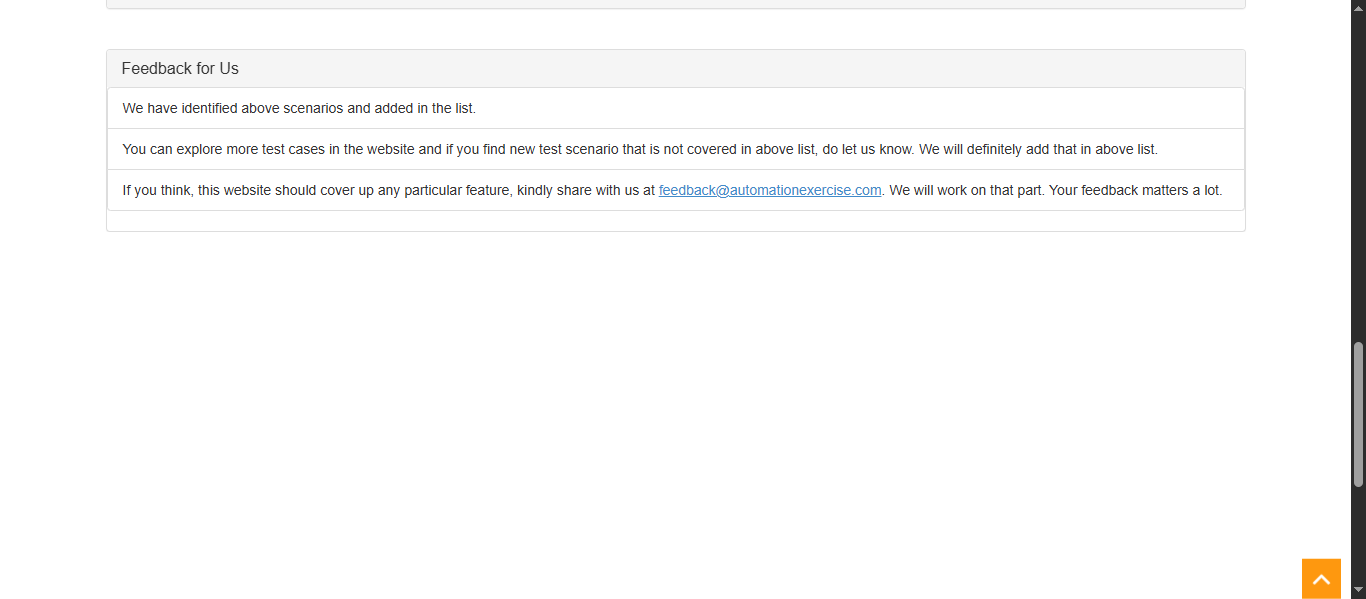 Feedback for Us
We have identified above scenarios and added in the list.
You can explore more test cases in the website and if you find new test scenario that is not covered in above list, do let us know. We will definitely add that in above list.
If you think, this website should cover up any particular feature, kindly share with us at feedback@automationexercise.com. We will work on that part. Your feedback matters a lot.